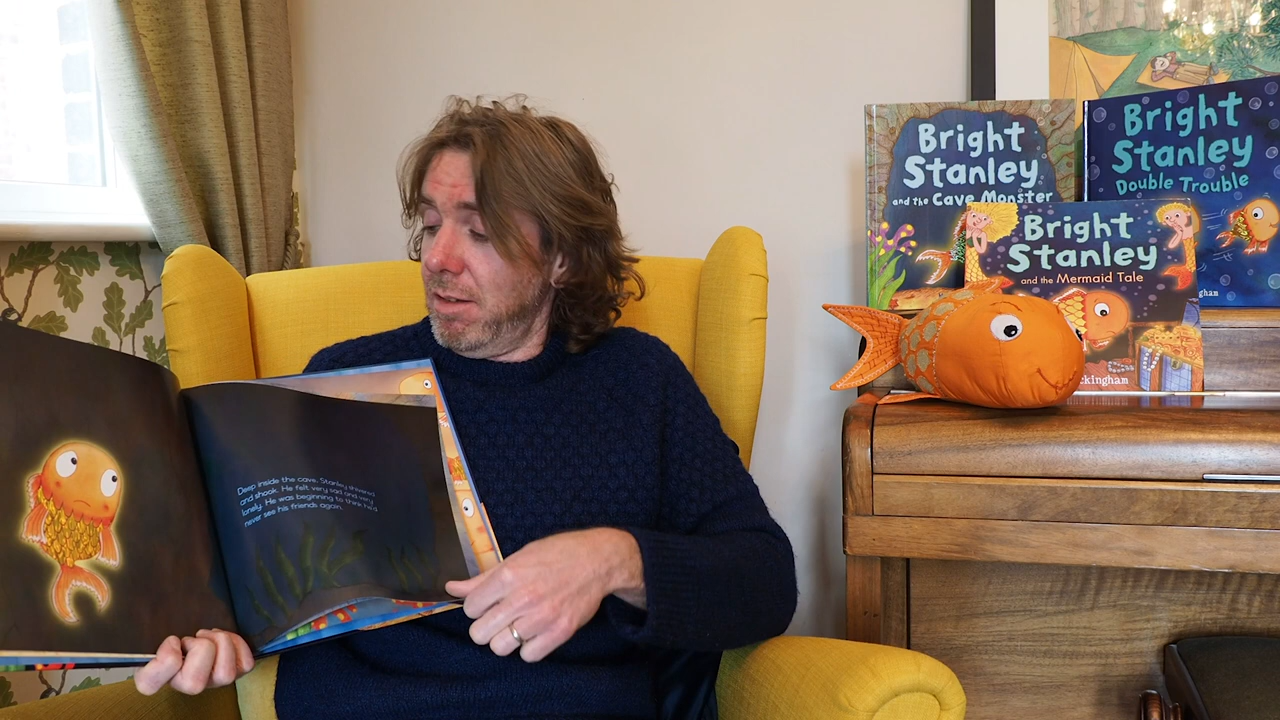 Deep inside the cave, Stanley shivered
and shook. He felt very sad and very
lonely. He was beginning to think he'd
never see his friends again.
Bright
Stanley
and the Cave Monster
Bright
Stanley
Double Trouble
Bright
Stanley
and the Mermaid Tale